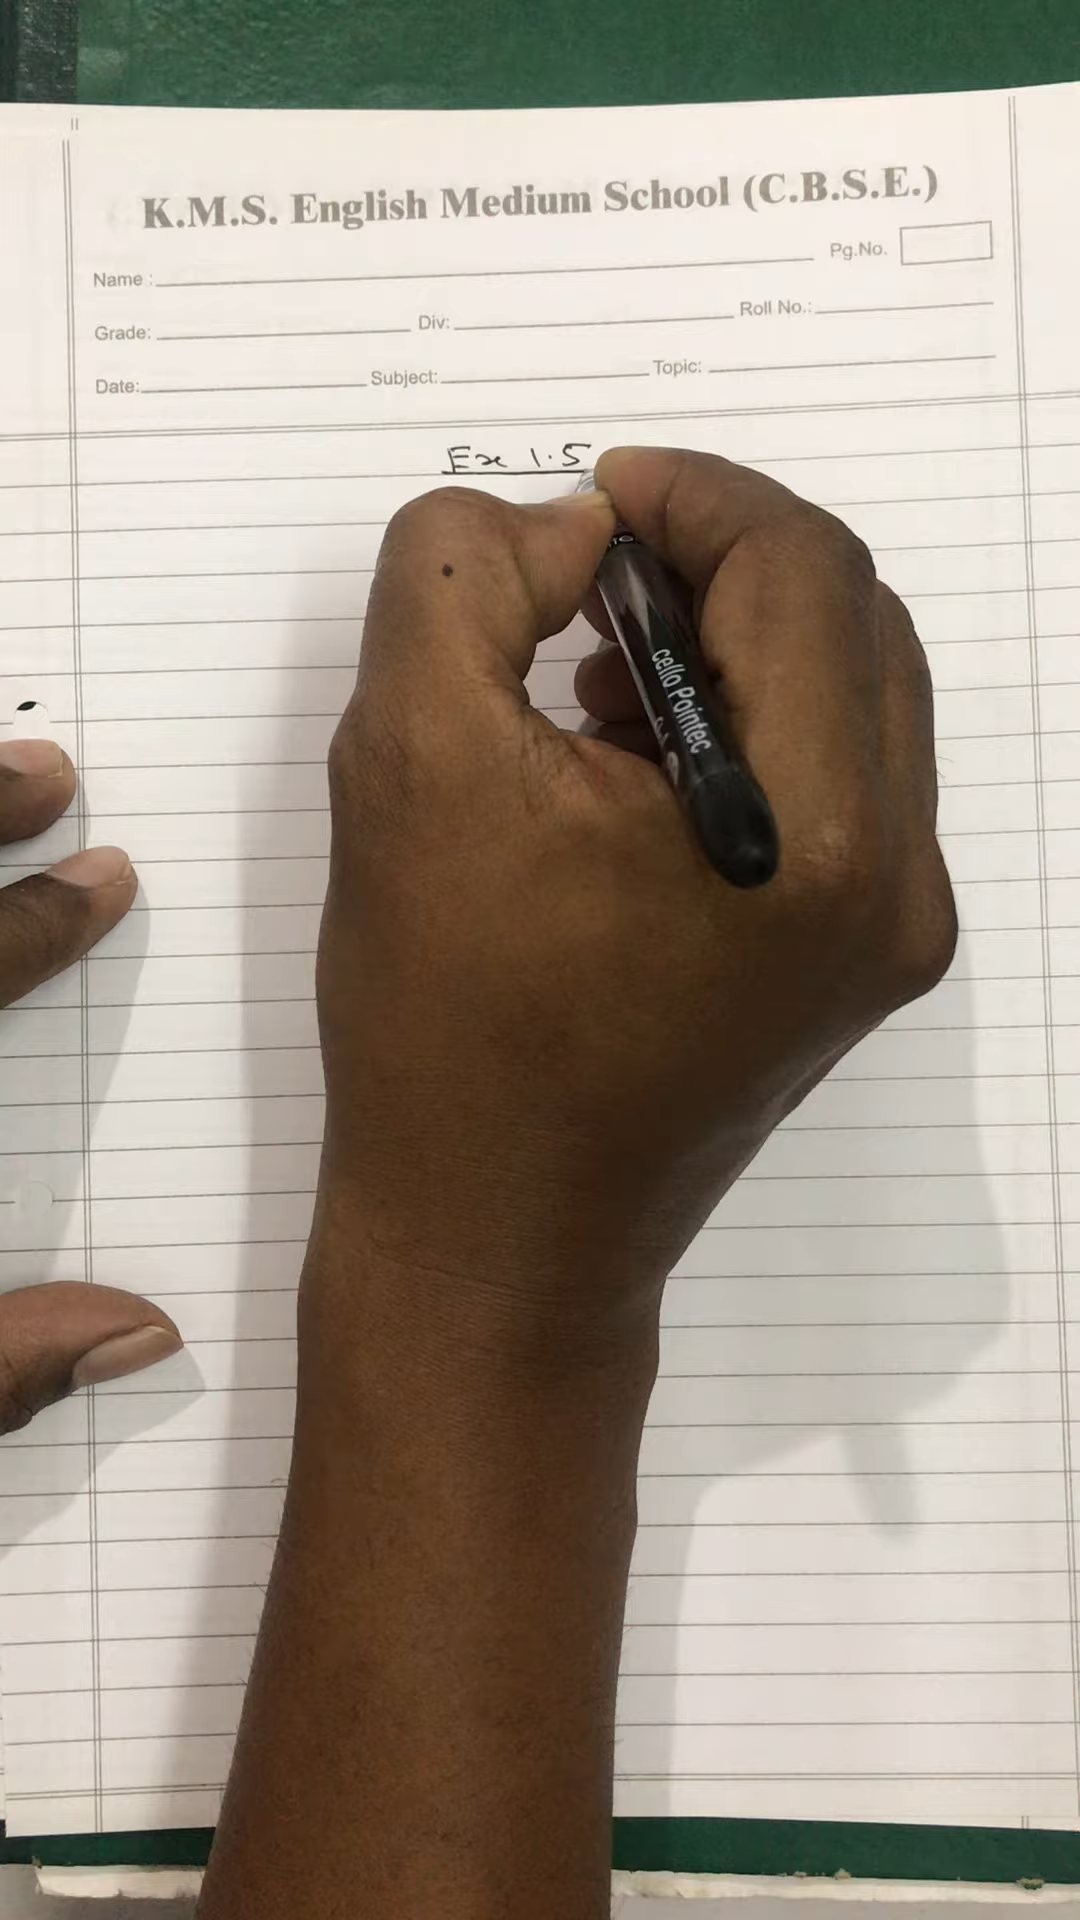 K.M.S. English Medium School (C.B.S.E.)
Pg.No.
Name :
Grade: Div: Roll No.:
Date: Subject: Topic:
Ex 1.5
cello Pointec